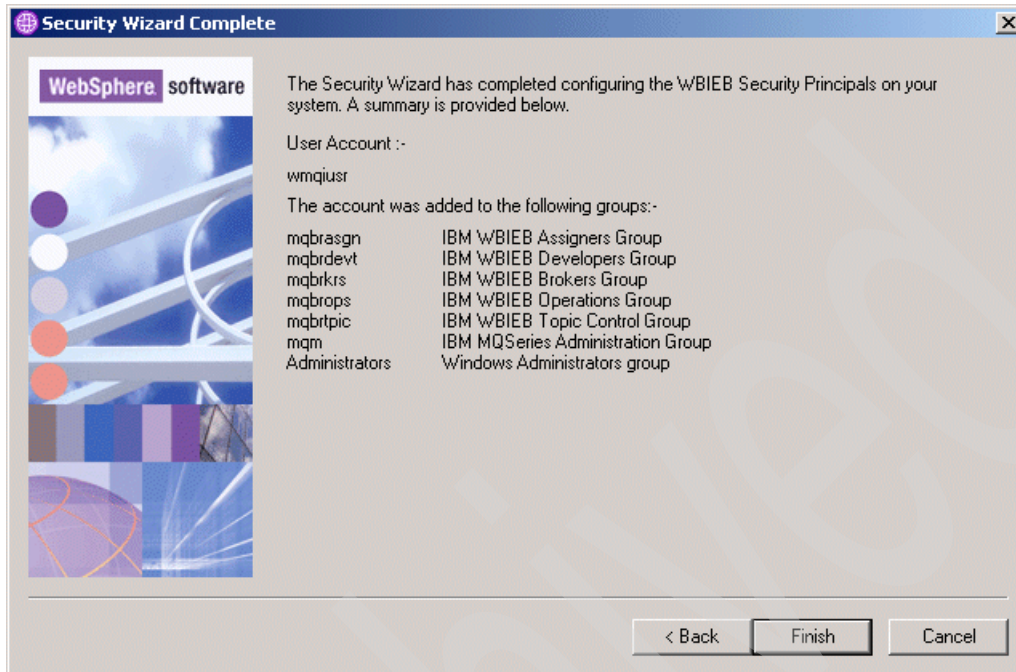 Security Wizard Complete
WebSphere software
The Security Wizard has completed configuring the WBIEB Security Principals on your
system. A summary is provided below.
User Account :-
wmqiusr
The account was added to the following groups:-
mqbrasgn IBM WBIEB Assigners Group
mqbrdevt IBM WBIEB Developers Group
mqbrkrs IBM WBIEB Brokers Group
mqbrops IBM WBIEB Operations Group
mqbrtpic IBM WBIEB Topic Control Group
mqm IBM MQSeries Administration Group
Administrators Windows Administrators group
< Back Finish Cancel